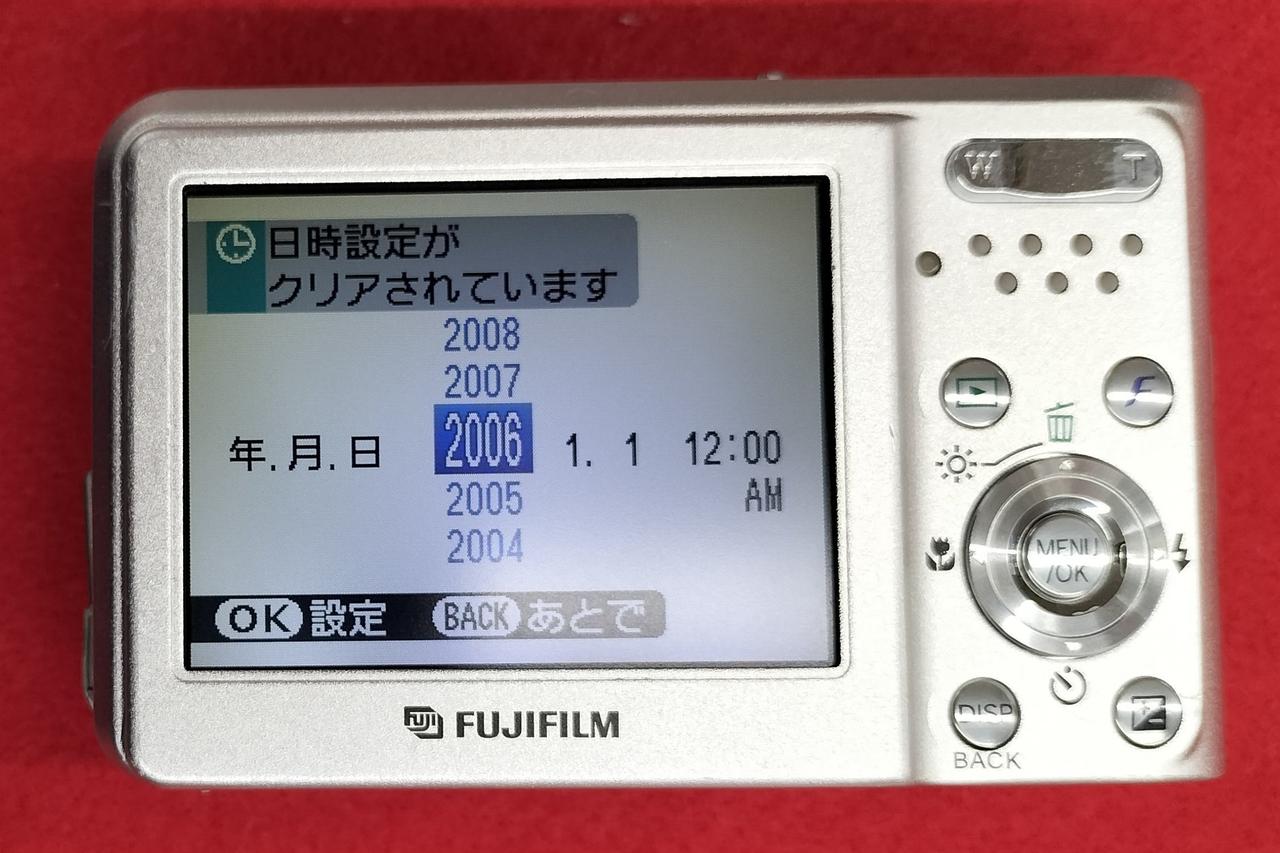 日時設定が
クリアされています
2008
2007
年.月.日 2006 1. 1 12:00
2005 AM
2004
OK 設定 BACK あとで
FUJI FUJIFILM
W T
f
MENU
/OK
DISP
BACK